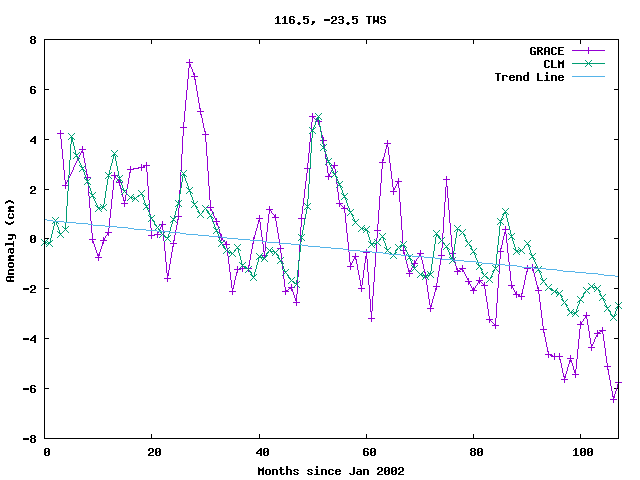 116.5, -23.5 TWS
GRACE
CLM
Trend Line
8
6
4
2
0
-2
-4
-6
-8
Anomaly (cm)
0 20 40 60 80 100
Months since Jan 2002